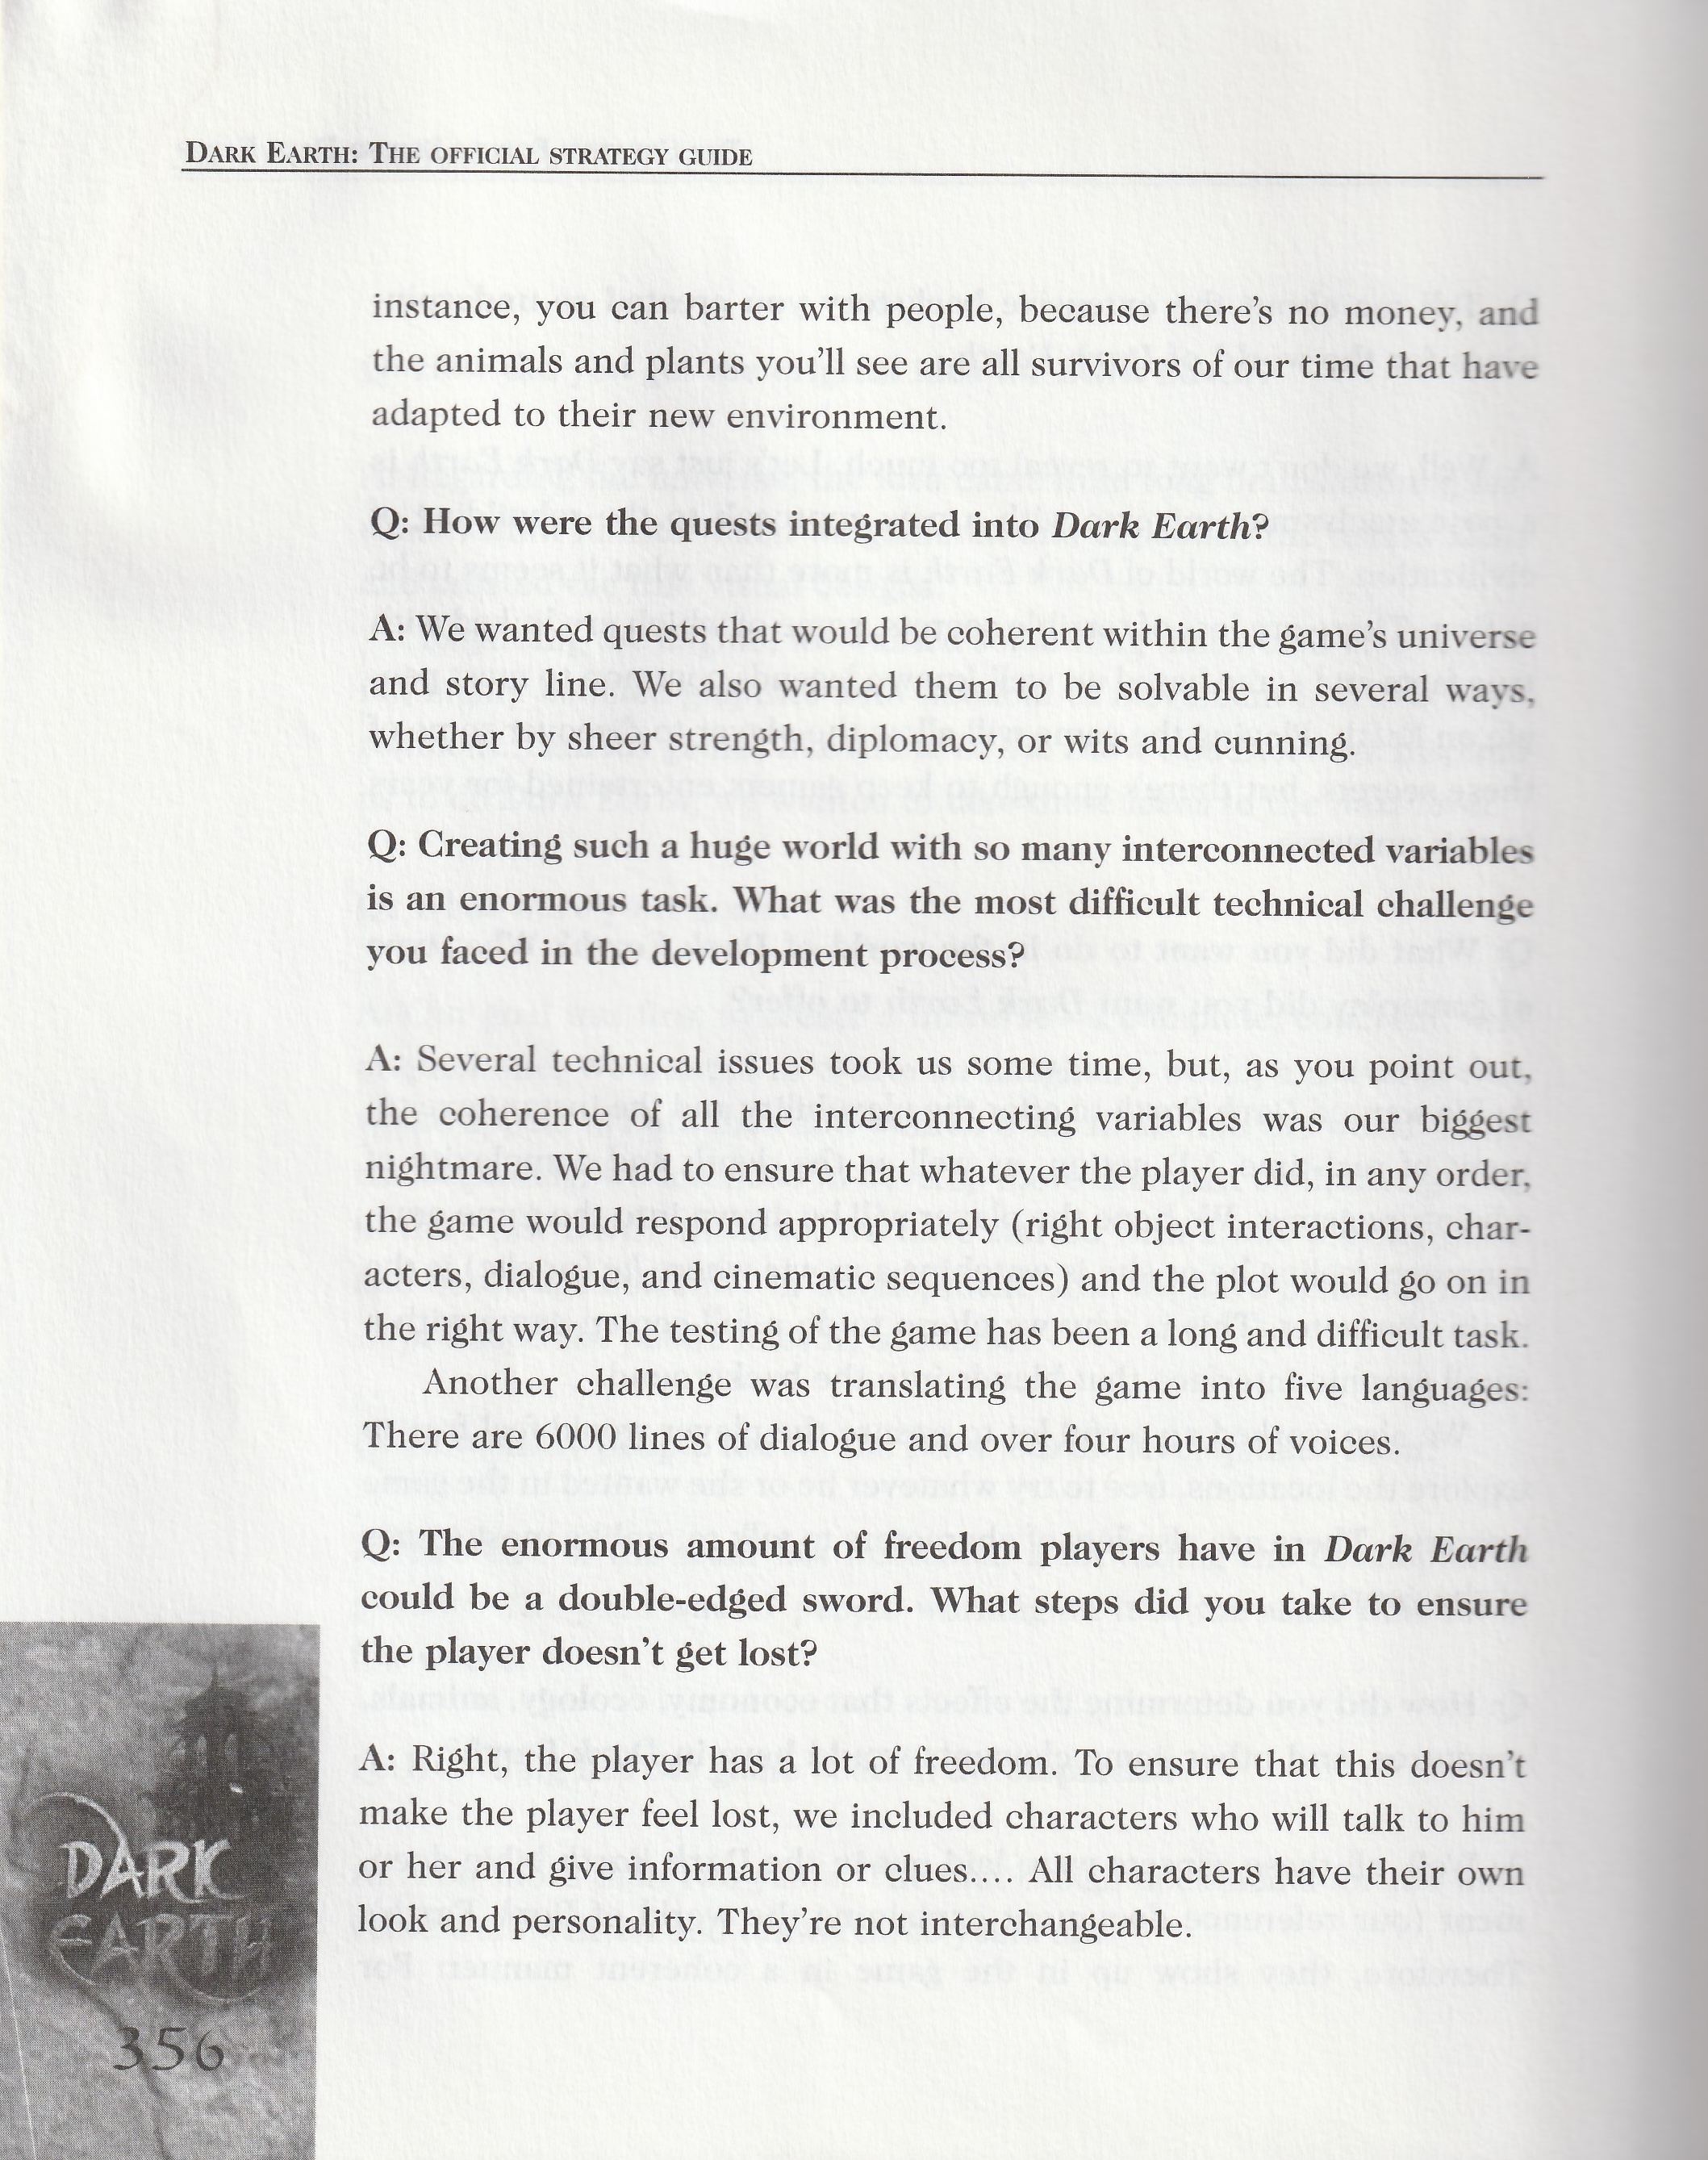 DARK EARTH: THE OFFICIAL STRATEGY GUIDE
instance, you can barter with people, because there's no money, and
the animals and plants you'll see are all survivors of our time that have
adapted to their new environment.
Q: How were the quests integrated into Dark Earth?
A: We wanted quests that would be coherent within the game's universe
and story line. We also wanted them to be solvable in several ways,
whether by sheer strength, diplomacy, or wits and cunning.
Q: Creating such a huge world with so many interconnected variables
is an enormous task. What was the most difficult technical challenge
you faced in the development process?
A: Several technical issues took us some time, but, as you point out,
the coherence of all the interconnecting variables was our biggest
nightmare. We had to ensure that whatever the player did, in any order,
the game would respond appropriately (right object interactions, char-
acters, dialogue, and cinematic sequences) and the plot would go on in
the right way. The testing of the game has been a long and difficult task.
Another challenge was translating the game into five languages:
There are 6000 lines of dialogue and over four hours of voices.
Q: The enormous amount of freedom players have in Dark Earth
could be a double-edged sword. What steps did you take to ensure
the player doesn't get lost?
A: Right, the player has a lot of freedom. To ensure that this doesn't
make the player feel lost, we included characters who will talk to him
or her and give information or clues.... All characters have their own
look and personality. They're not interchangeable.
DARK
EARTH
356